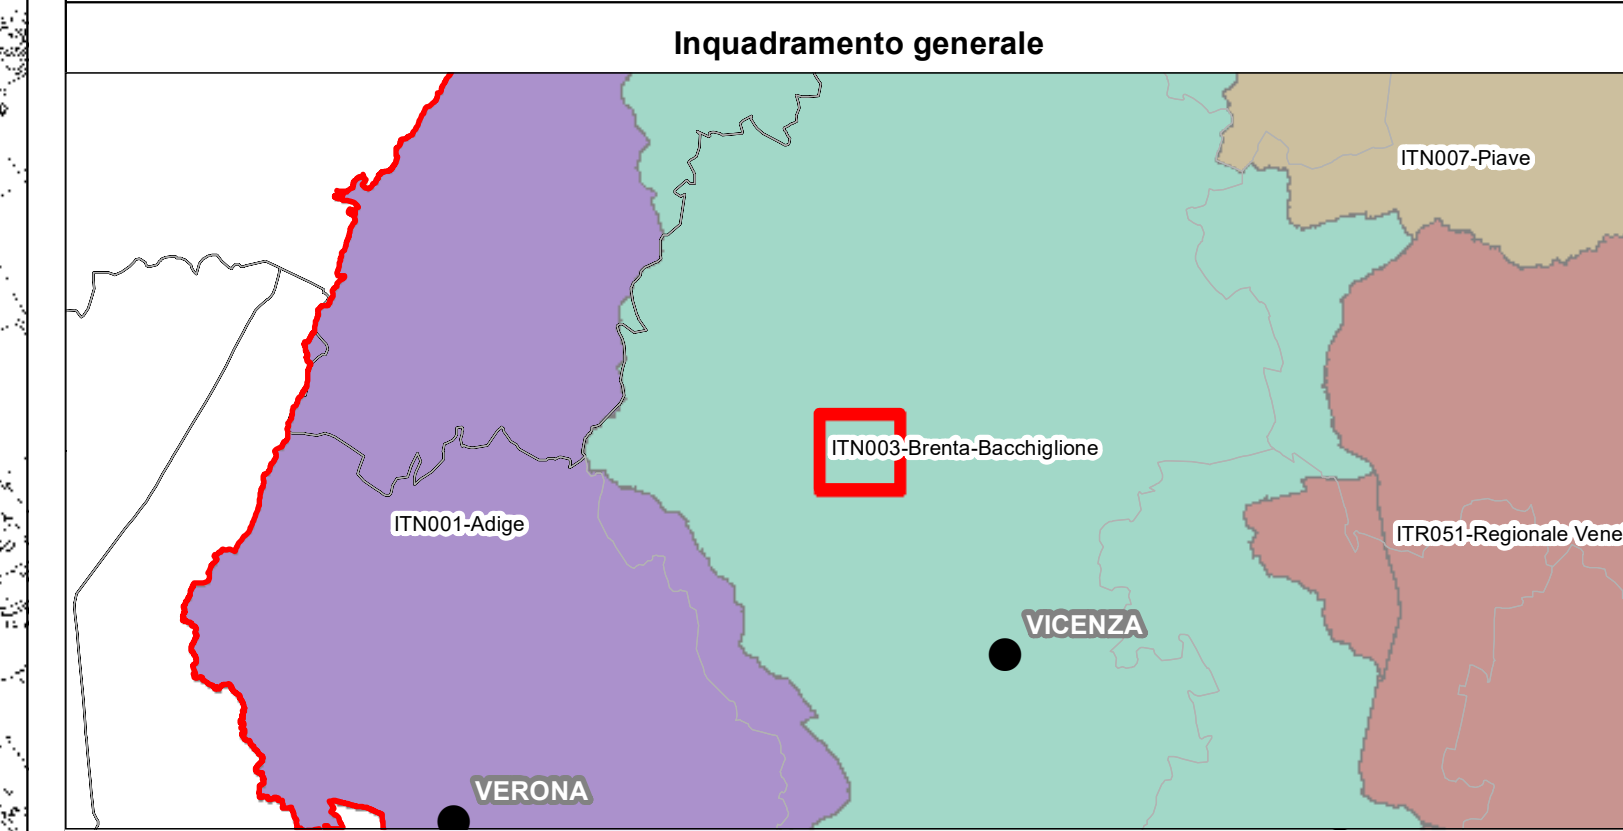 Inquadramento generale
ITN007-Piave
ITN003-Brenta-Bacchiglione
ITN001-Adige
ITR051-Regionale Vene
VICENZA
VERONA